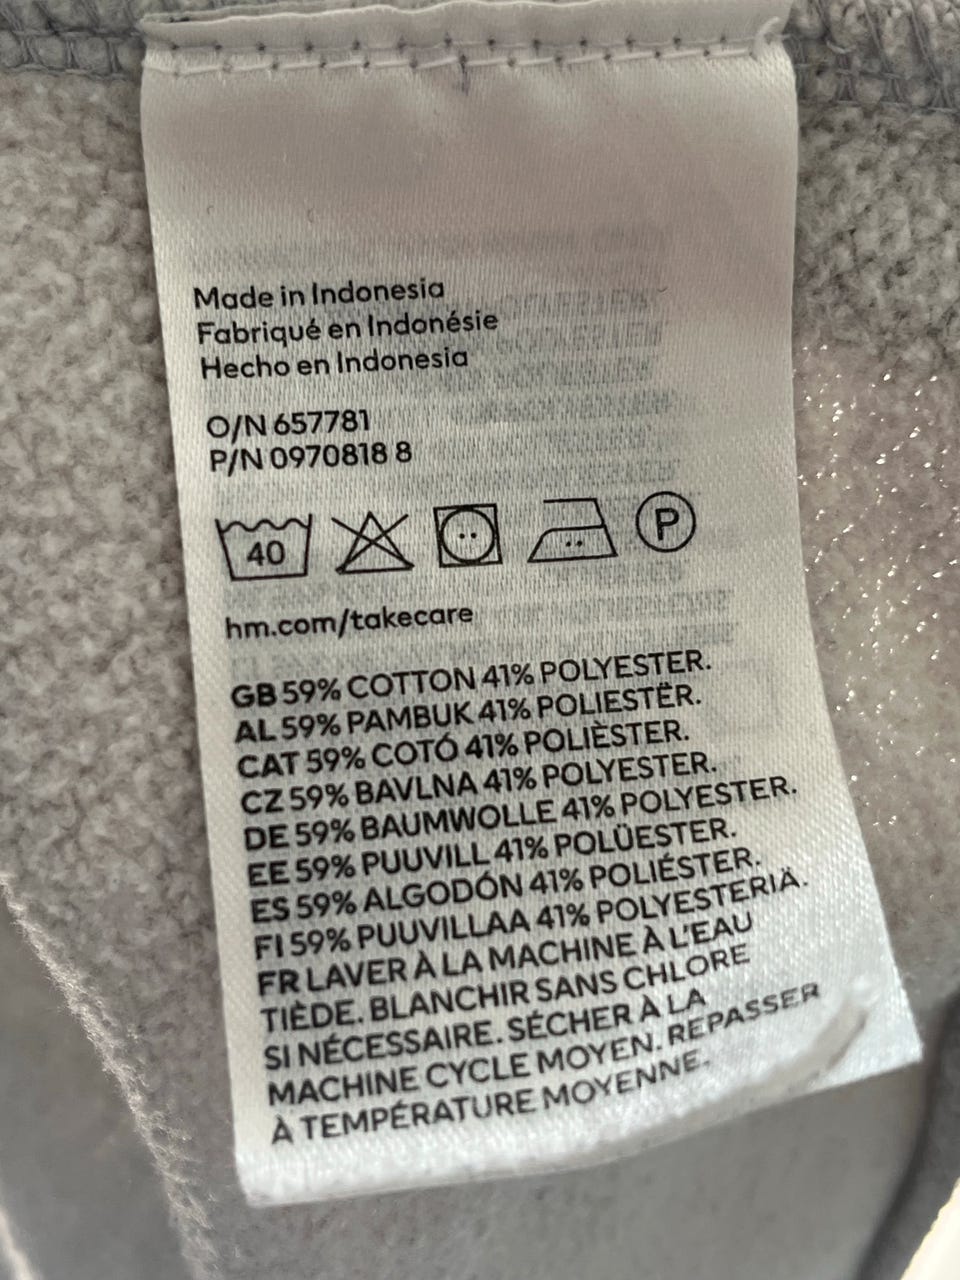 Made in Indonesia
Fabriqué en Indonésie
Hecho en Indonesia
O/N 657781
P/N 0970818 8
40
P
hm.com/takecare
GB 59% COTTON 41% POLYESTER.
AL 59% PAMBUK 41% POLIESTËR.
CAT 59% COTÓ 41% POLIÈSTER.
CZ 59% BAVLNA 41% POLYESTER.
DE 59% BAUMWOLLE 41% POLYESTER.
EE 59% PUUVILL 41% POLÜESTER.
ES 59% ALGODÓN 41% POLIÉSTER.
FI 59% PUUVILLAA 41% POLYESTERIÄ.
FR LAVER À LA MACHINE À L'EAU
TIÈDE. BLANCHIR SANS CHLORE
SI NÉCESSAIRE. SÉCHER À LA
MACHINE CYCLE MOYEN. REPASSER
À TEMPÉRATURE MOYENNE.